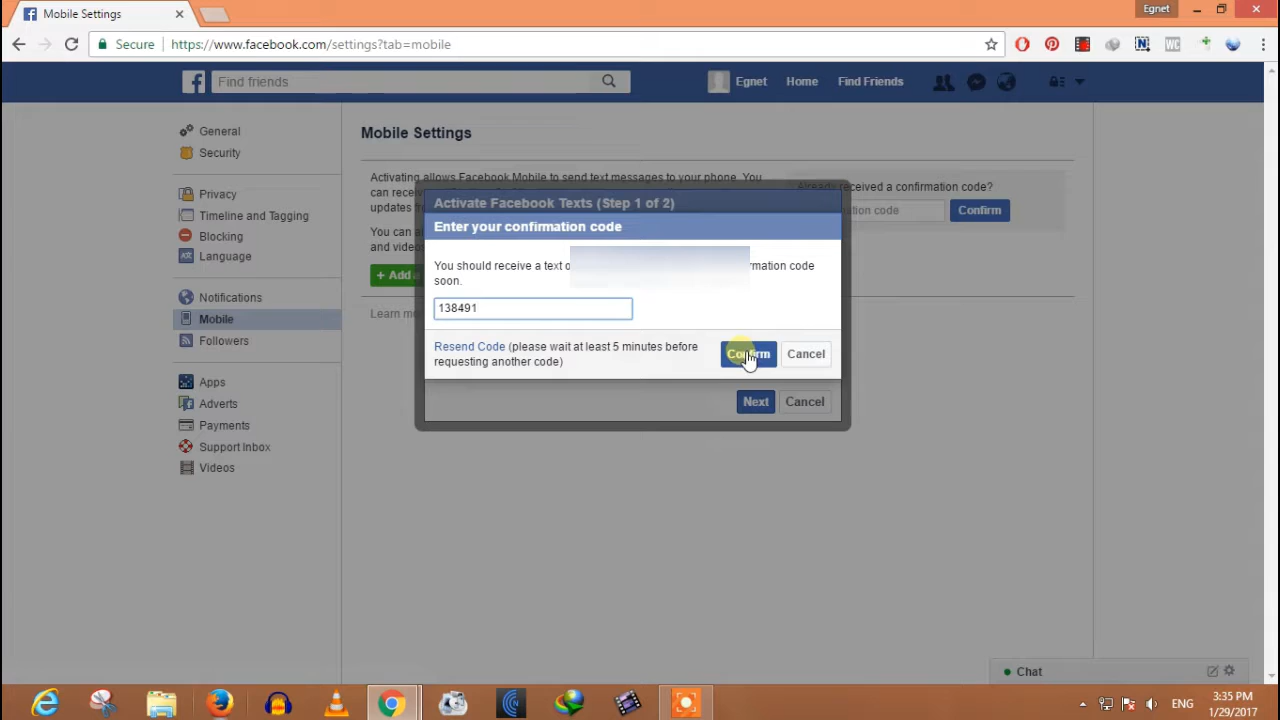 Mobile Settings
Egnet
Secure
https://www.facebook.com/settings?tab=mobile
Find friends
Egnet
Home
Find Friends
General
Security
Privacy
Timeline and Tagging
Blocking
Language
Notifications
Mobile
Followers
Apps
Adverts
Payments
Support Inbox
Videos
Mobile Settings
Activating allows Facebook Mobile to send text messages to your phone. You
can
updates
You can
and
+ Add a
Learn
Already received a confirmation code?
code
Confirm
Activate Facebook Texts (Step 1 of 2)
Enter your confirmation code
You should receive a text
code
soon.
138491
Resend Code (please wait at least 5 minutes before
requesting another code)
Confirm
Cancel
Next
Cancel
Chat
ENG
3:35 PM
1/29/2017